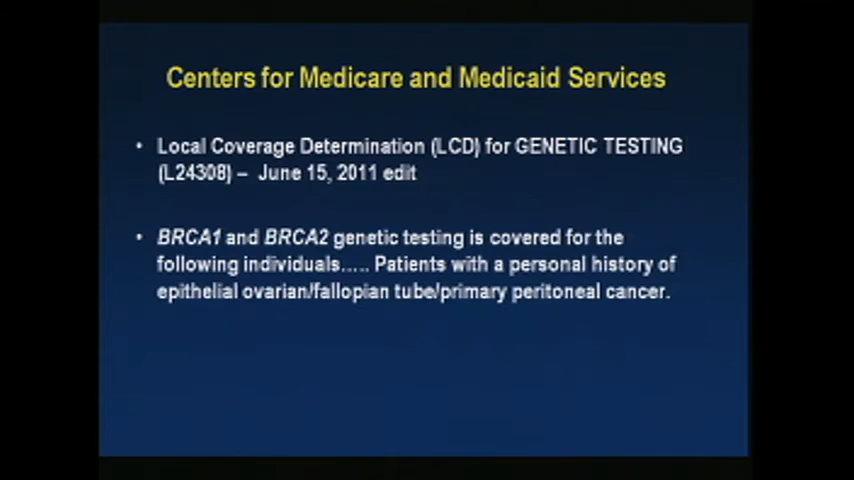 Centers for Medicare and Medicaid Services
• Local Coverage Determination (LCD) for GENETIC TESTING
(L24308) – June 15, 2011 edit
• BRCA1 and BRCA2 genetic testing is covered for the
following individuals….. Patients with a personal history of
epithelial ovarian/fallopian tube/primary peritoneal cancer.